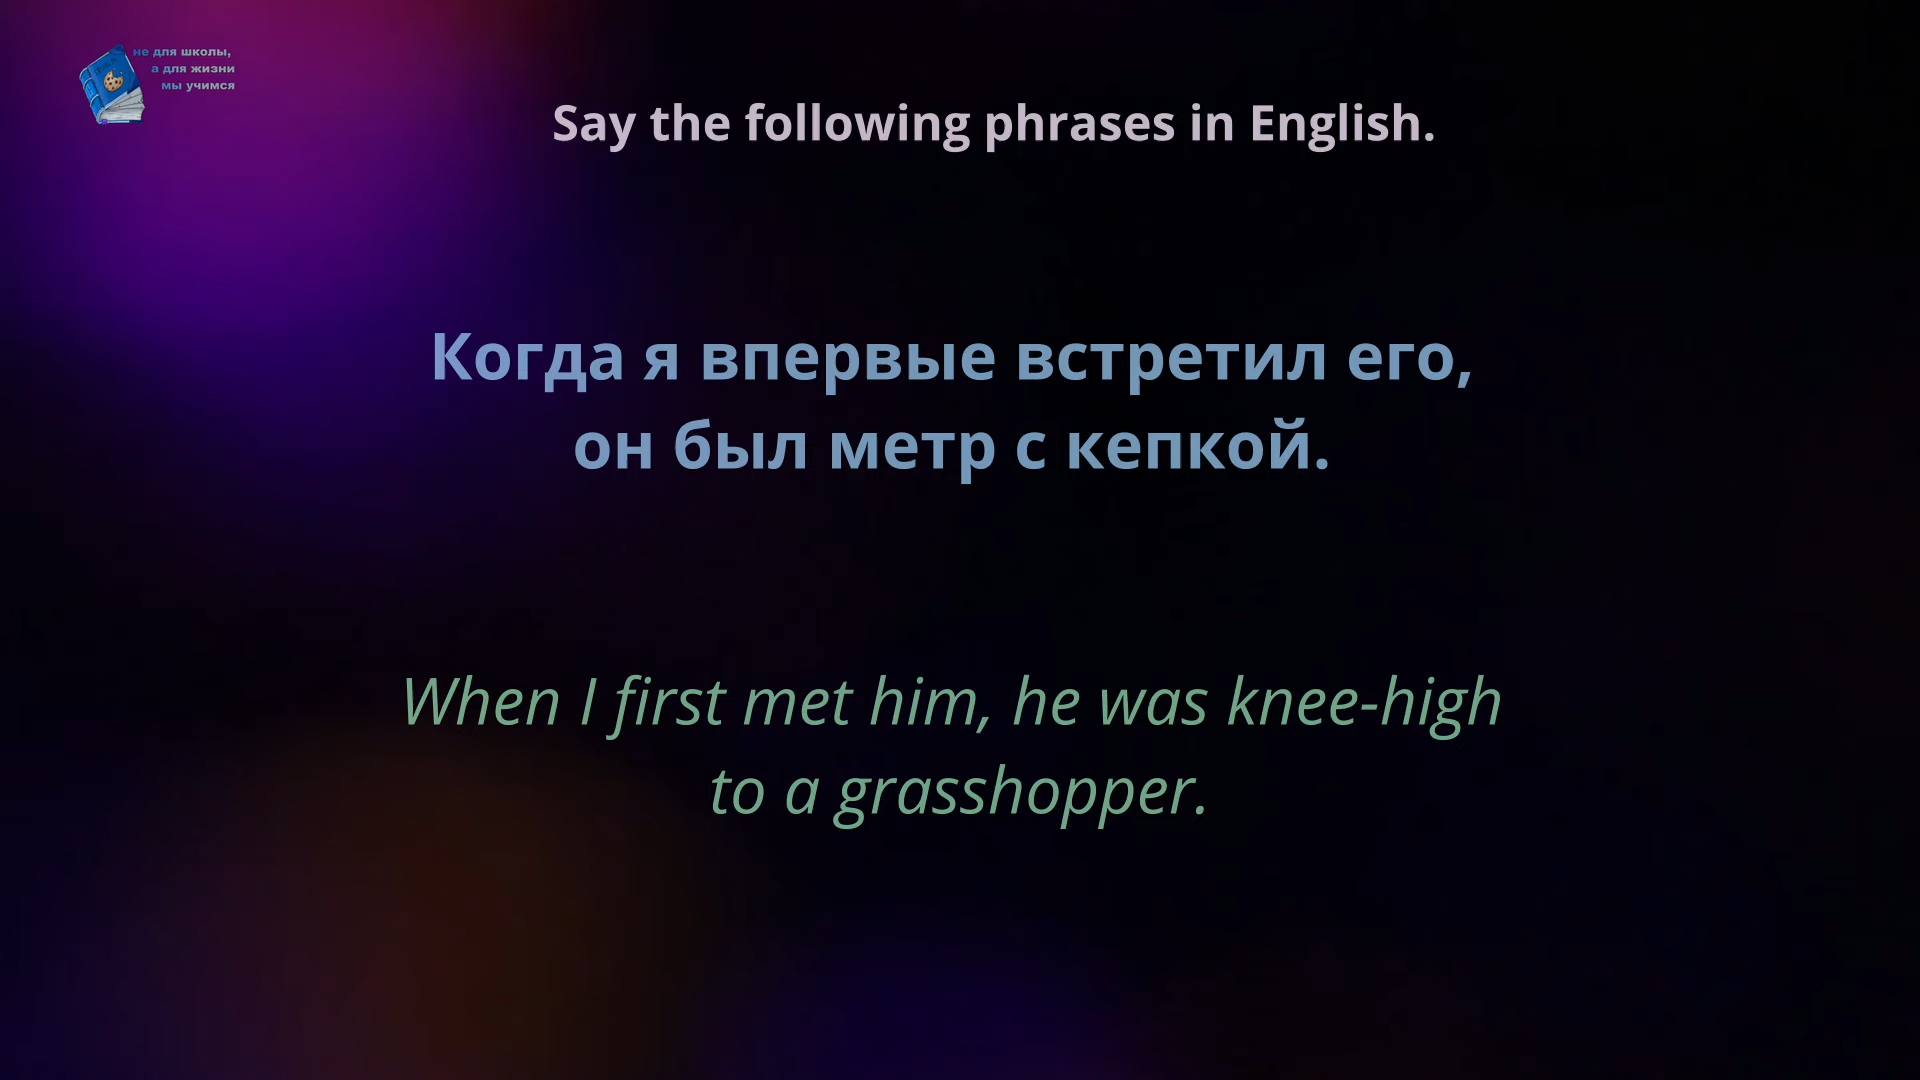 не для школы,
а для жизни
мы учимся
Say the following phrases in English.
Когда я впервые встретил его,
он был метр с кепкой.
When I first met him, he was knee-high
to a grasshopper.